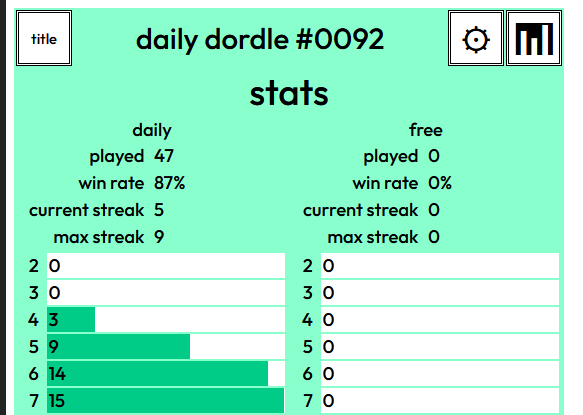 title
daily dordle #0092
stats
daily
played 47
win rate 87%
current streak 5
max streak 9
2 0
3 0
4 3
5 9
6 14
7 15
free
played 0
win rate 0%
current streak 0
max streak 0
2 0
3 0
4 0
5 0
6 0
7 0